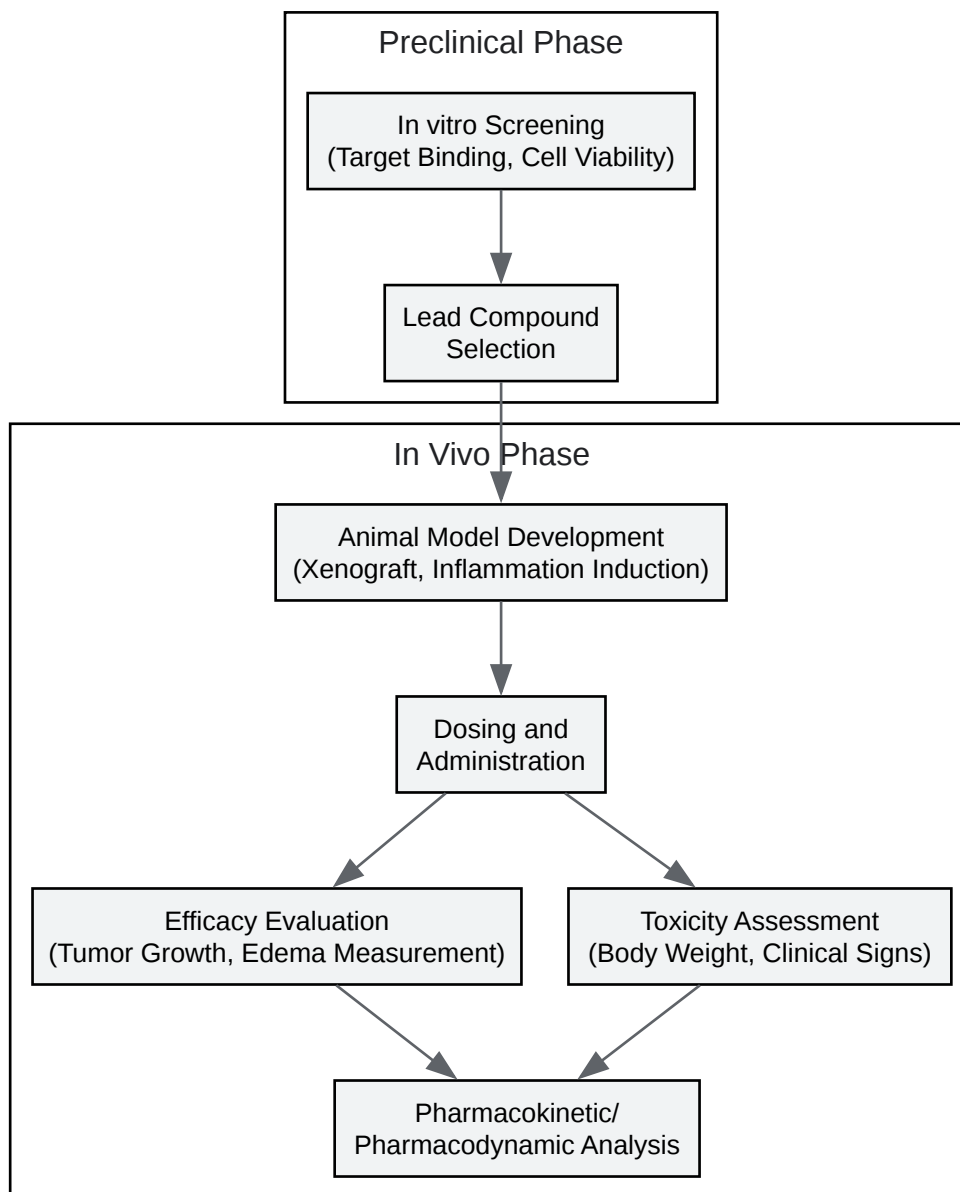 Preclinical Phase
In vitro Screening
(Target Binding, Cell Viability)
Lead Compound
Selection
In Vivo Phase
Animal Model Development
(Xenograft, Inflammation Induction)
Dosing and
Administration
Efficacy Evaluation
(Tumor Growth, Edema Measurement)
Toxicity Assessment
(Body Weight, Clinical Signs)
Pharmacokinetic/
Pharmacodynamic Analysis